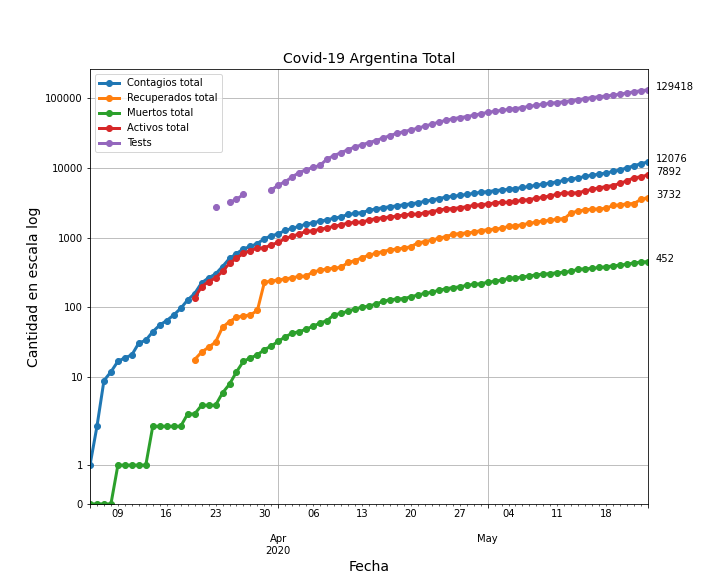 Covid-19 Argentina Total
Contagios total
Recuperados total
Muertos total
Activos total
Tests
Cantidad en escala log
100000
10000
1000
100
10
1
0
129418
12076
7892
3732
452
09 16 23 30 06 13 20 27 04 11 18
Apr May
2020
Fecha